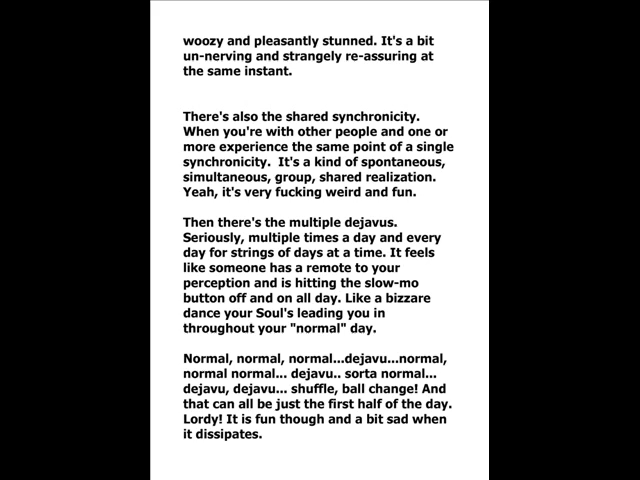 woozy and pleasantly stunned. It's a bit
un-nerving and strangely re-assuring at
the same instant.
There's also the shared synchronicity.
When you're with other people and one or
more experience the same point of a single
synchronicity.  It's a kind of spontaneous,
simultaneous, group, shared realization.
Yeah, it's very fucking weird and fun.
Then there's the multiple dejavus.
Seriously, multiple times a day and every
day for strings of days at a time. It feels
like someone has a remote to your
perception and is hitting the slow-mo
button off and on all day. Like a bizzare
dance your Soul's leading you in
throughout your "normal" day.
Normal, normal, normal...dejavu...normal,
normal normal... dejavu.. sorta normal...
dejavu, dejavu... shuffle, ball change! And
that can all be just the first half of the day.
Lordy! It is fun though and a bit sad when
it dissipates.